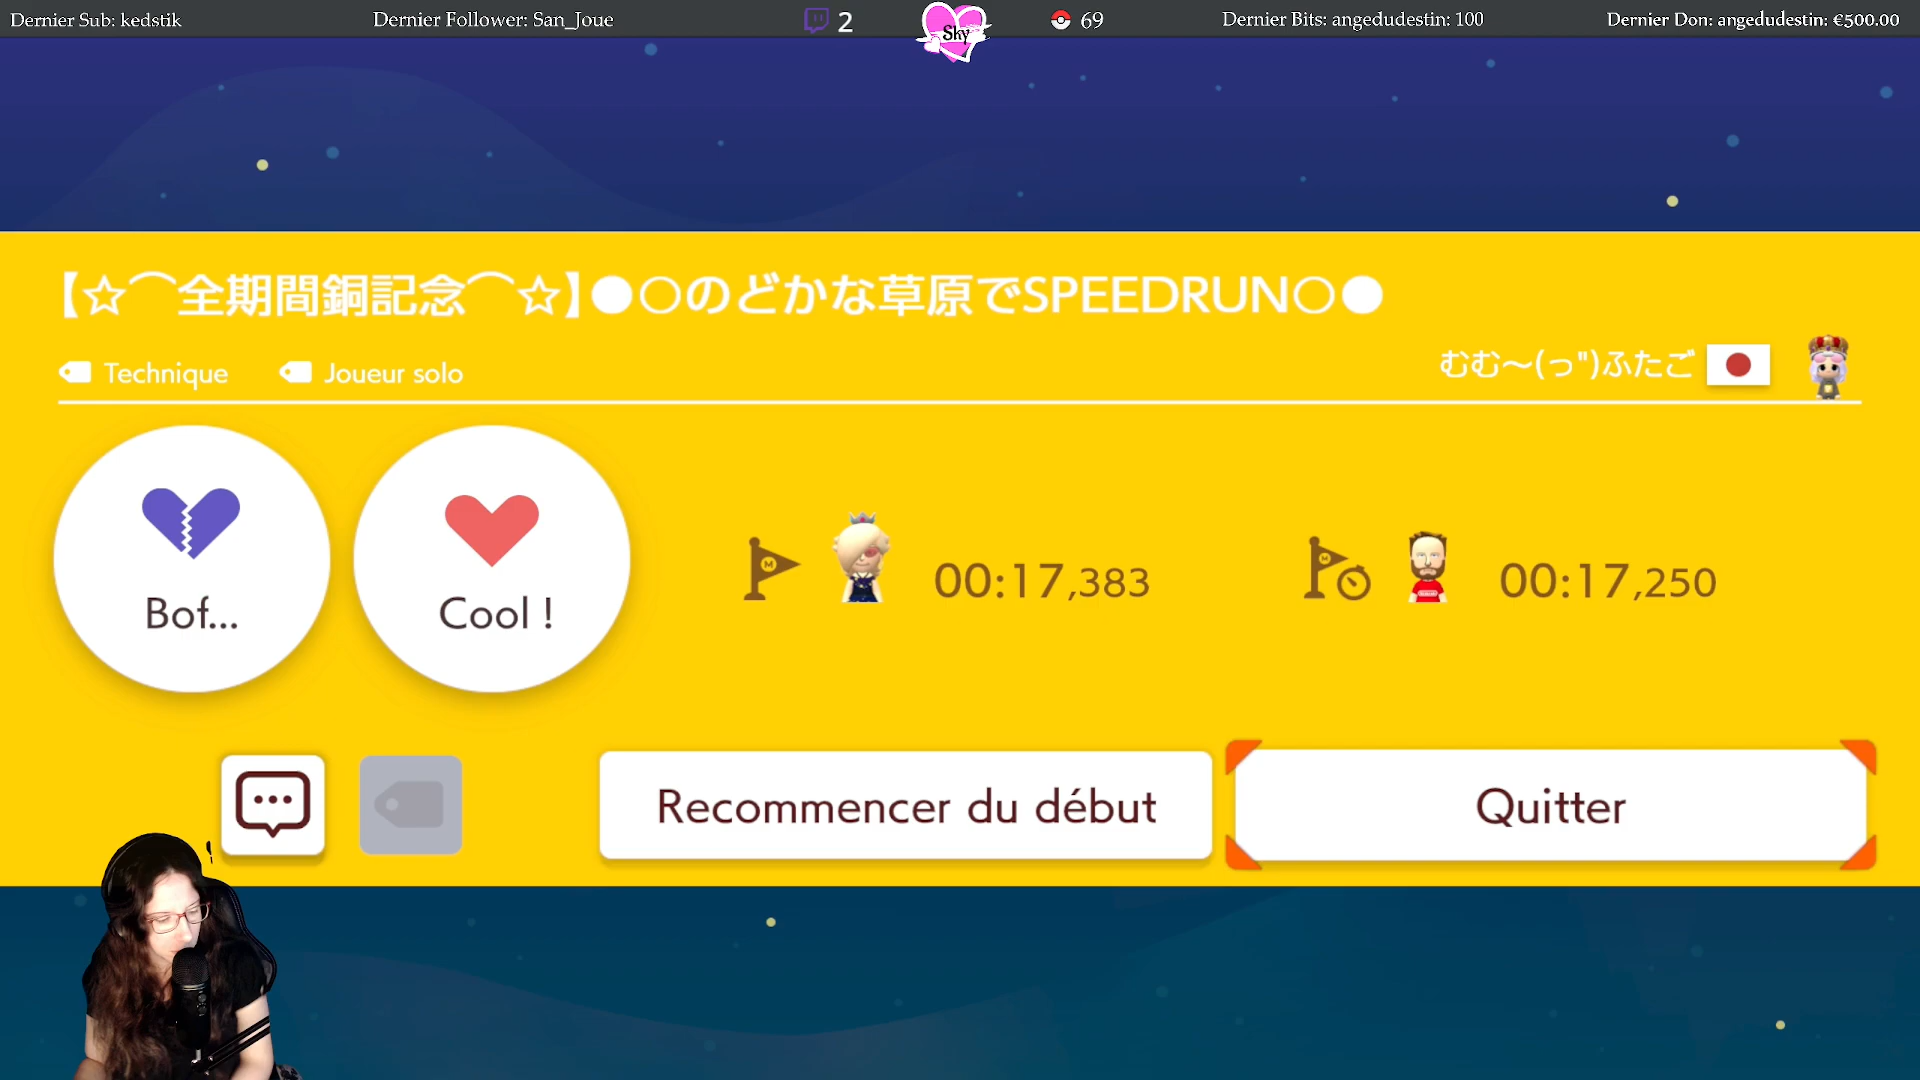 Dernier Sub: kedstik
Dernier Follower: San_Joue
2
Sky
69
Dernier Bits: angedudestin: 100
Dernier Don: angedudestin: €500.00
【☆⌒全期間銅記念⌒☆】●○のどかな草原でSPEEDRUN○●
Technique
Joueur solo
むむ～(っ")ふたご
Bof...
Cool !
M
00:17,383
M
00:17,250
Recommencer du début
Quitter